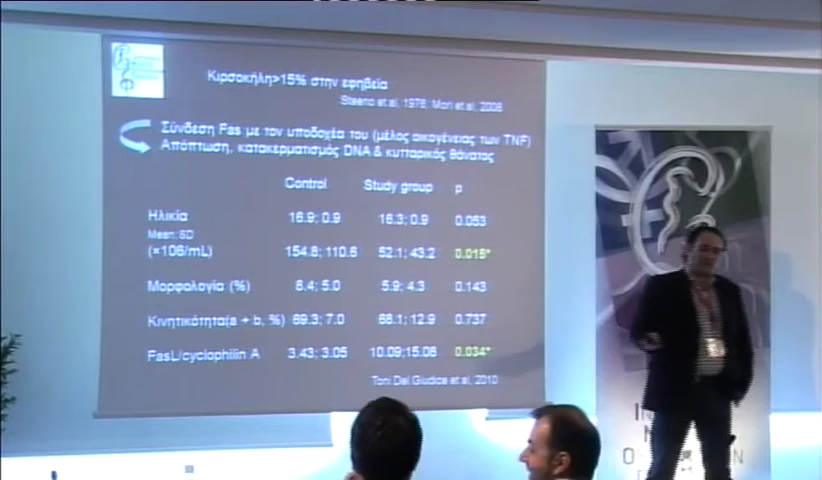 Κιρσοκήλη>15% στην εφηβεία
Steeno et al, 1976, Mori et al, 2008
Σύνδεση Fas με τον υποδοχέα του (μέλος οικογένειας των TNF)
Απόπτωση, κατακερματισμός DNA & κυτταρικός θάνατος
Control Study group p
Ηλικία 16.9; 0.9 16.3; 0.9 0.053
Mean; SD
(×106/mL) 154.8; 110.6 52.1; 43.2 0.015*
Μορφολογία (%) 8.4; 5.0 5.9; 4.3 0.143
Κινητικότητα(a + b, %) 69.3; 7.0 68.1; 12.9 0.737
FasL/cyclophilin A 3.43; 3.05 10.09;15.08 0.034*
Del Giudice et al, 2010